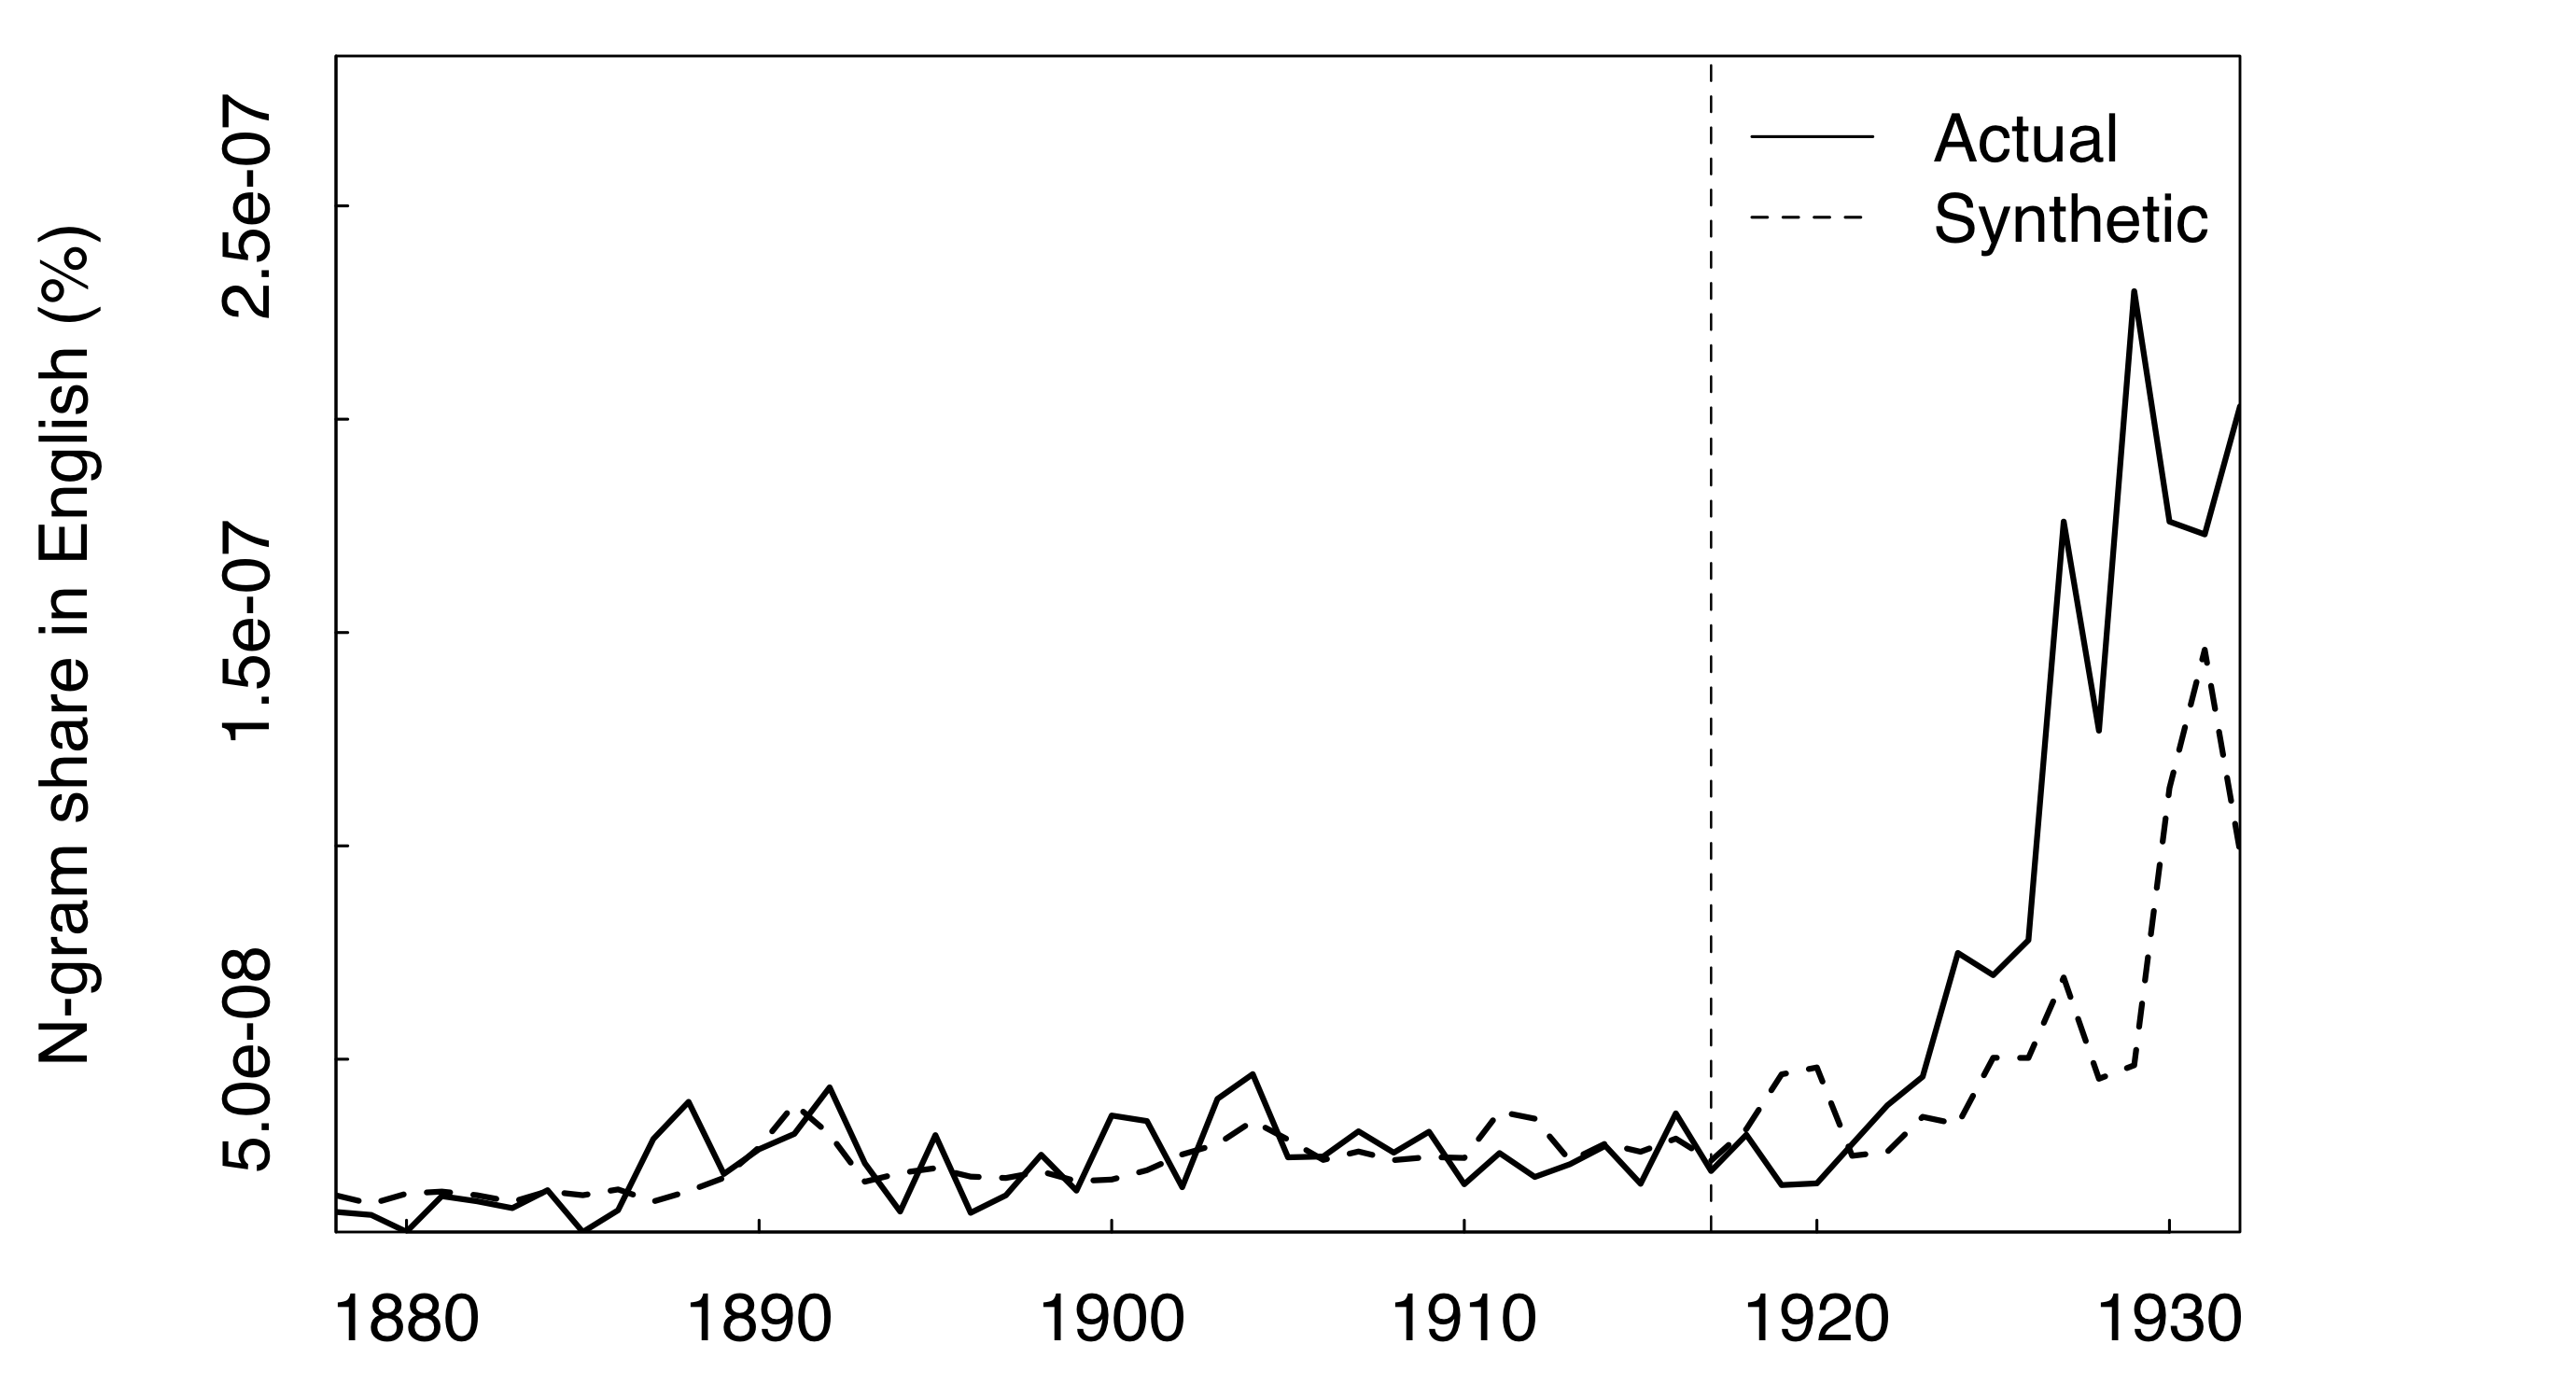 N-gram share in English (%)
2.5e-07
1.5e-07
5.0e-08
Actual
Synthetic
1880 1890 1900 1910 1920 1930